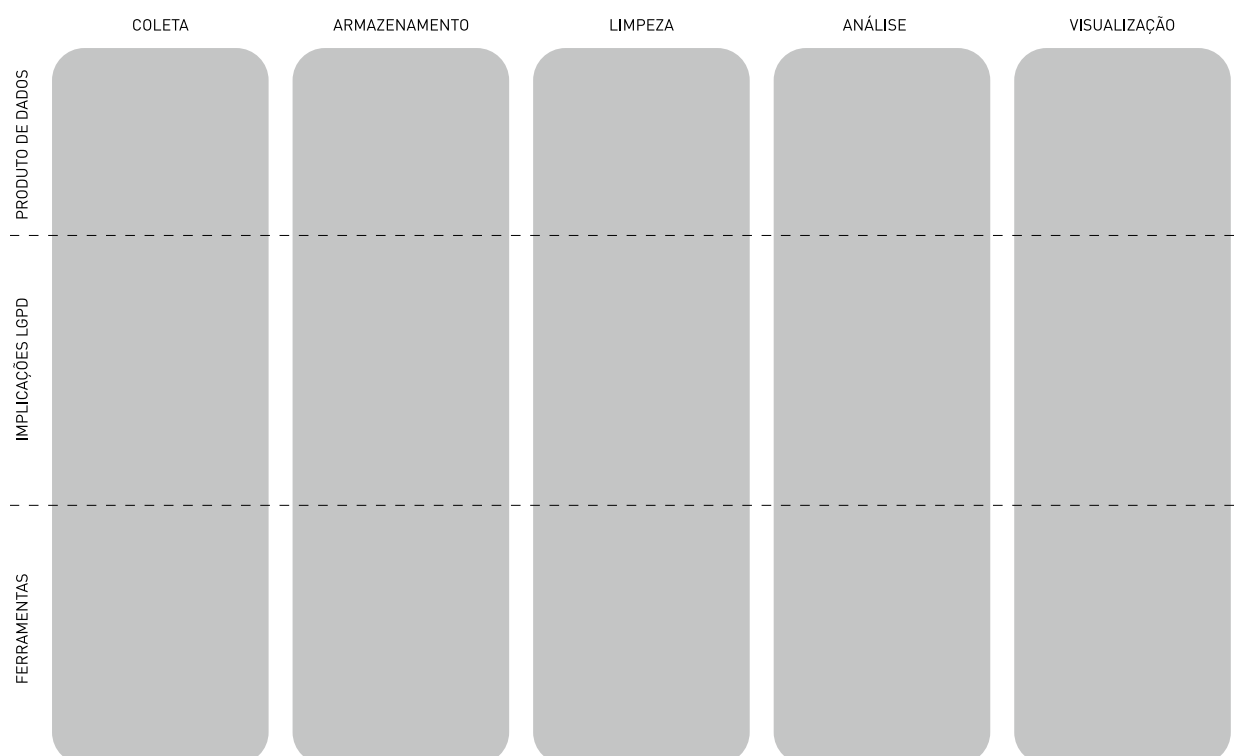 COLETA
ARMAZENAMENTO
LIMPEZA
ANÁLISE
VISUALIZAÇÃO
PRODUTO DE DADOS
IMPLICAÇÕES LGPD
FERRAMENTAS